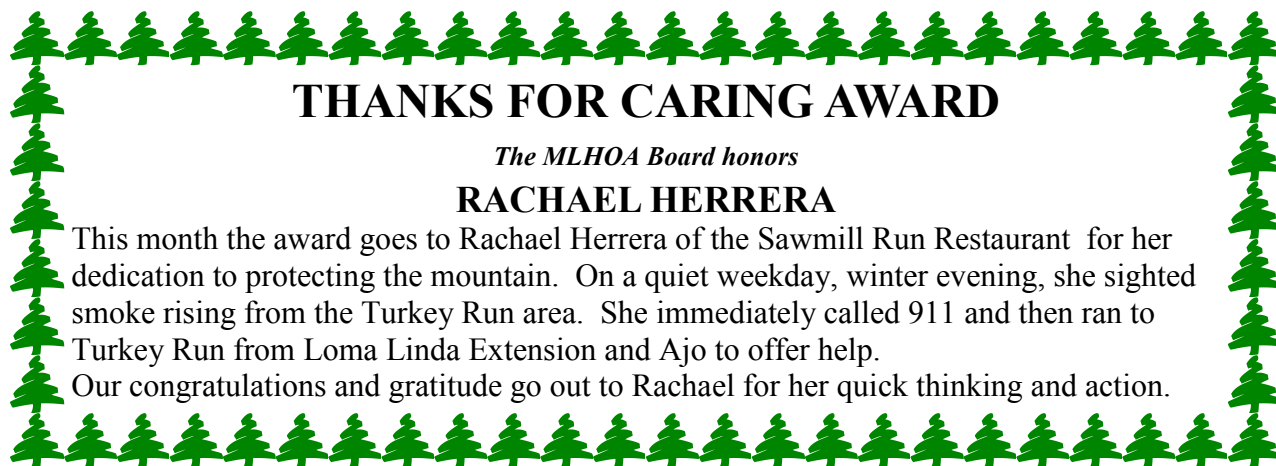 THANKS FOR CARING AWARD
The MLHOA Board honors
RACHAEL HERRERA
This month the award goes to Rachael Herrera of the Sawmill Run Restaurant  for her
dedication to protecting the mountain.  On a quiet weekday, winter evening, she sighted
smoke rising from the Turkey Run area.  She immediately called 911 and then ran to
Turkey Run from Loma Linda Extension and Ajo to offer help.
Our congratulations and gratitude go out to Rachael for her quick thinking and action.